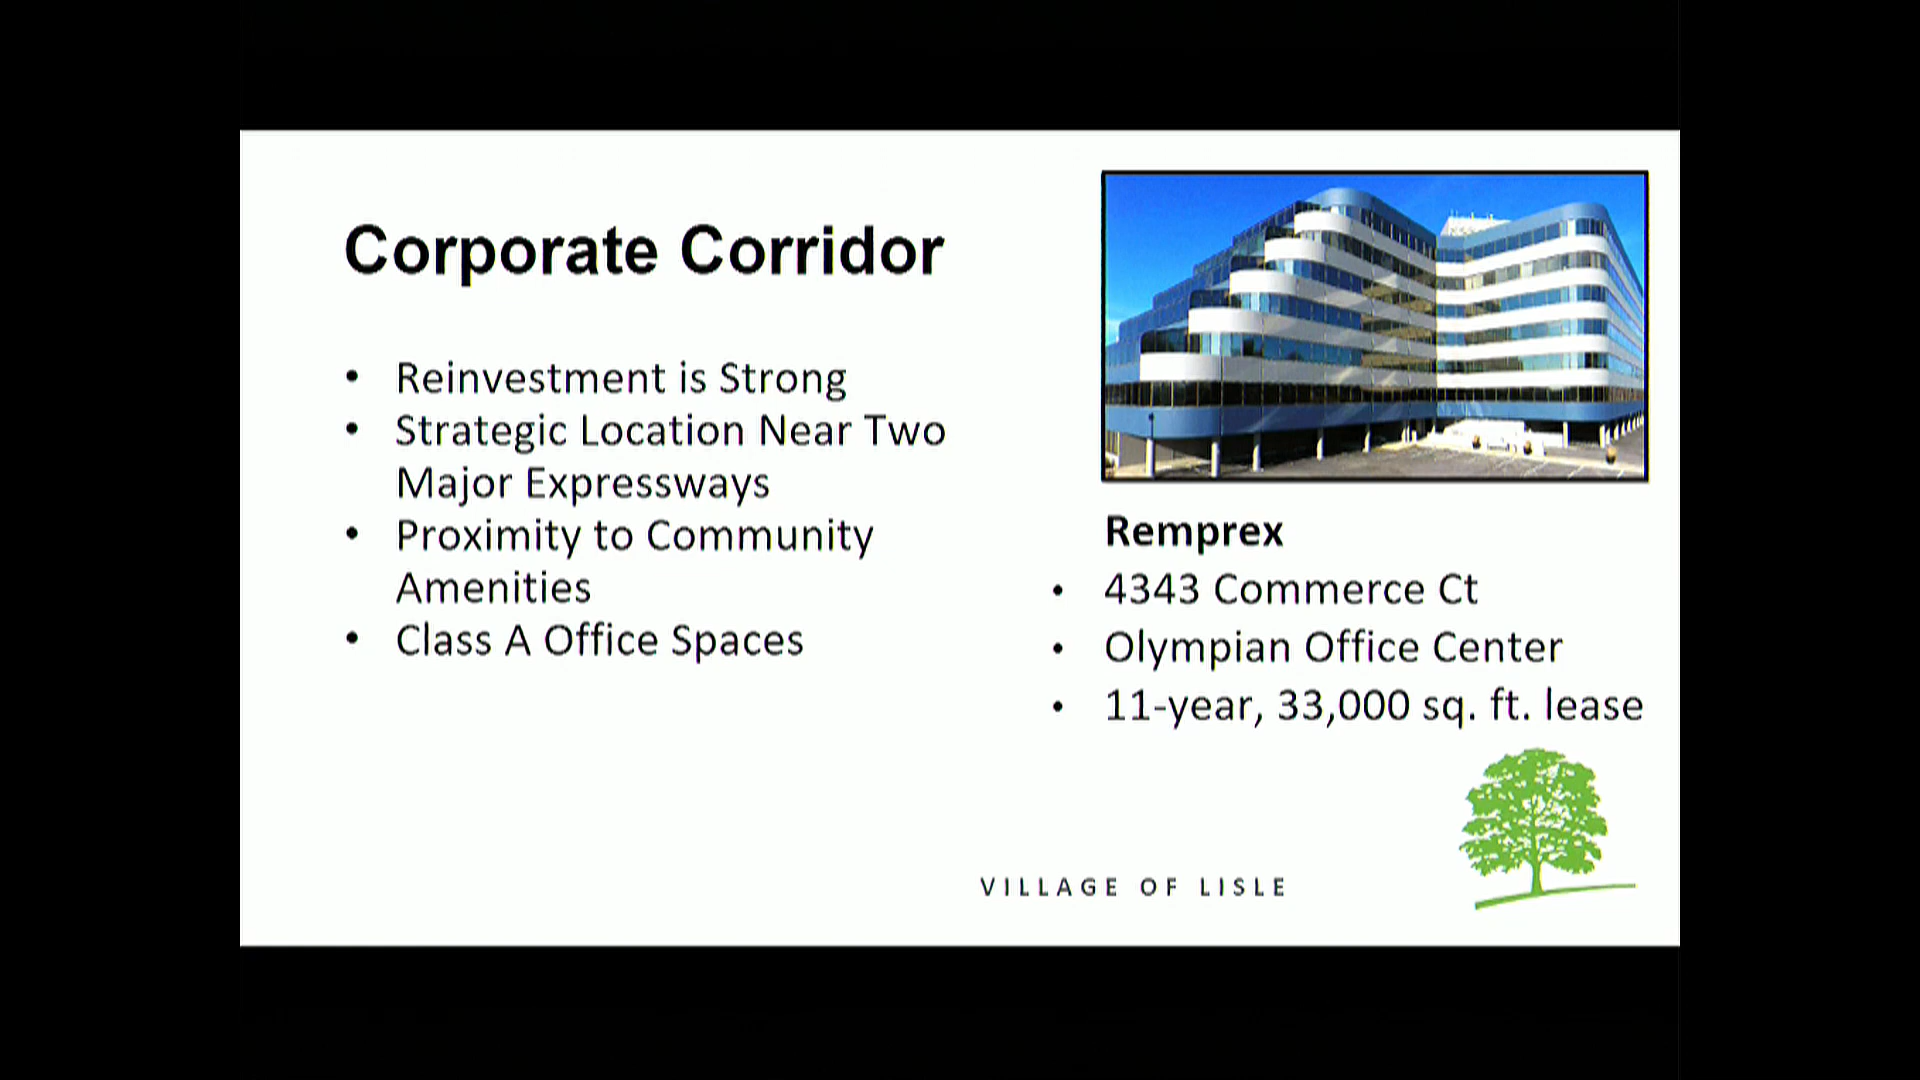 Corporate Corridor
• Reinvestment is Strong
• Strategic Location Near Two
Major Expressways
• Proximity to Community
Amenities
• Class A Office Spaces
Remprex
• 4343 Commerce Ct
• Olympian Office Center
• 11-year, 33,000 sq. ft. lease
VILLAGE OF LISLE